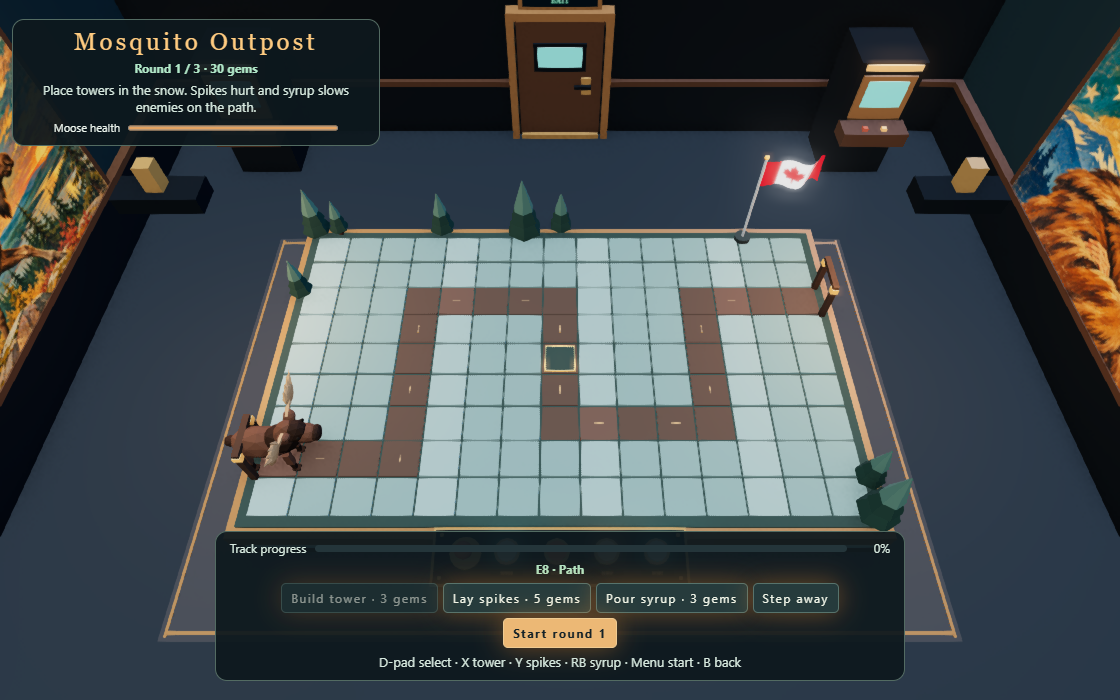 EXIT
Mosquito Outpost
Round 1 / 3 · 30 gems
Place towers in the snow. Spikes hurt and syrup slows
enemies on the path.
Moose health
Track progress
0%
E8 · Path
Build tower · 3 gems
Lay spikes · 5 gems
Pour syrup · 3 gems
Step away
Start round 1
D-pad select · X tower · Y spikes · RB syrup · Menu start · B back